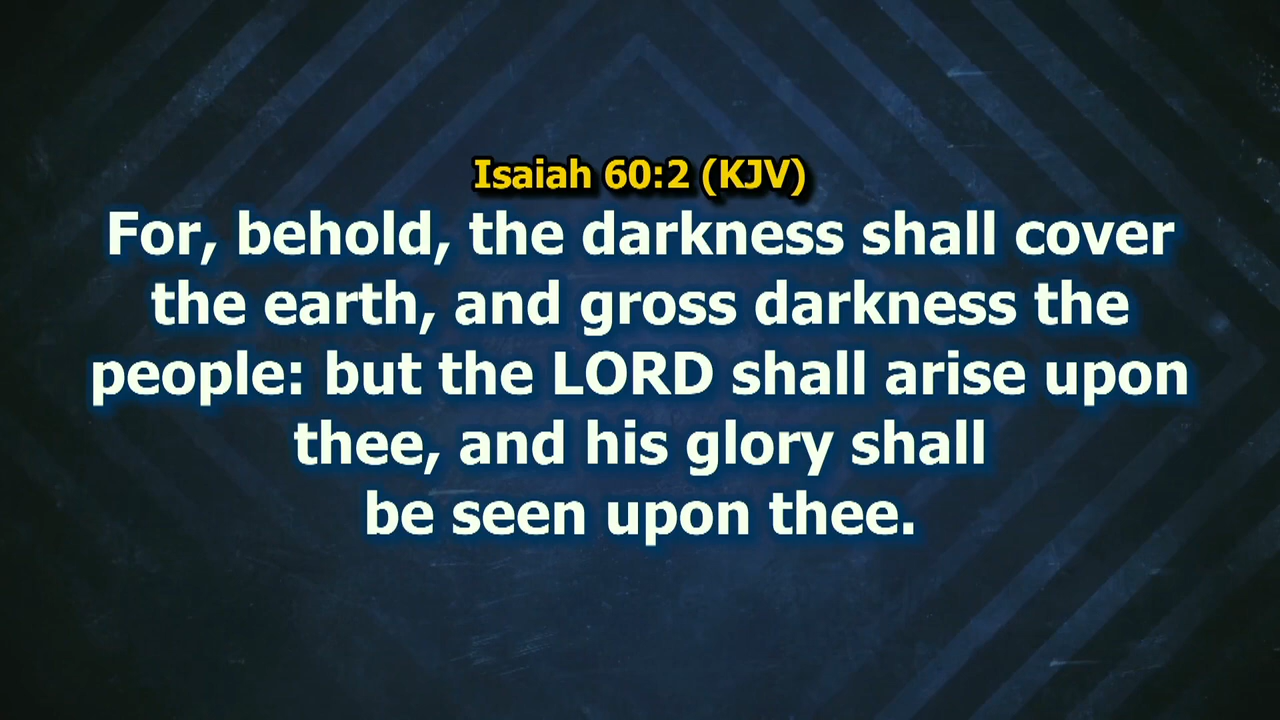 Isaiah 60:2 (KJV)
For, behold, the darkness shall cover
the earth, and gross darkness the
people: but the LORD shall arise upon
thee, and his glory shall
be seen upon thee.